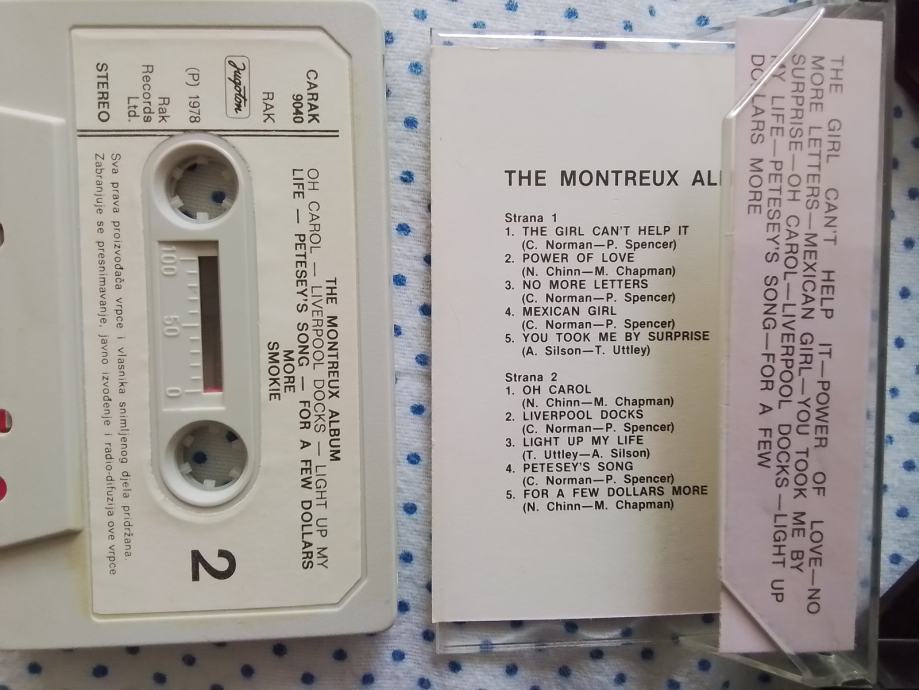 THE MONTREUX ALBUM
OH CAROL — LIVERPOOL DOCKS — LIGHT UP MY
LIFE — PETESEY'S SONG — FOR A FEW DOLLARS
MORE
SMOKIE
CARAK
9040
RAK
Jugoton
(P) 1978
Rak
Records
Ltd.
STEREO
100 50 0
2
Sva prava proizvođača vrpce i vlasnika snimljenog djela pridržana.
Zabranjuje se presnimavanje, javno izvođenje i radio-difuzija ove vrpce
THE MONTREUX AL
Strana 1
1. THE GIRL CAN'T HELP IT
(C. Norman—P. Spencer)
2. POWER OF LOVE
(N. Chinn—M. Chapman)
3. NO MORE LETTERS
(C. Norman—P. Spencer)
4. MEXICAN GIRL
(C. Norman—P. Spencer)
5. YOU TOOK ME BY SURPRISE
(A. Silson—T. Uttley)
Strana 2
1. OH CAROL
(N. Chinn—M. Chapman)
2. LIVERPOOL DOCKS
(C. Norman—P. Spencer)
3. LIGHT UP MY LIFE
(T. Uttley—A. Silson)
4. PETESEY'S SONG
(C. Norman—P. Spencer)
5. FOR A FEW DOLLARS MORE
(N. Chinn—M. Chapman)
THE GIRL CAN'T HELP IT—POWER OF LOVE—NO
MORE LETTERS—MEXICAN GIRL—YOU TOOK ME BY
SURPRISE—OH CAROL—LIVERPOOL DOCKS—LIGHT UP
MY LIFE—PETESEY'S SONG—FOR A FEW
DOLLARS MORE